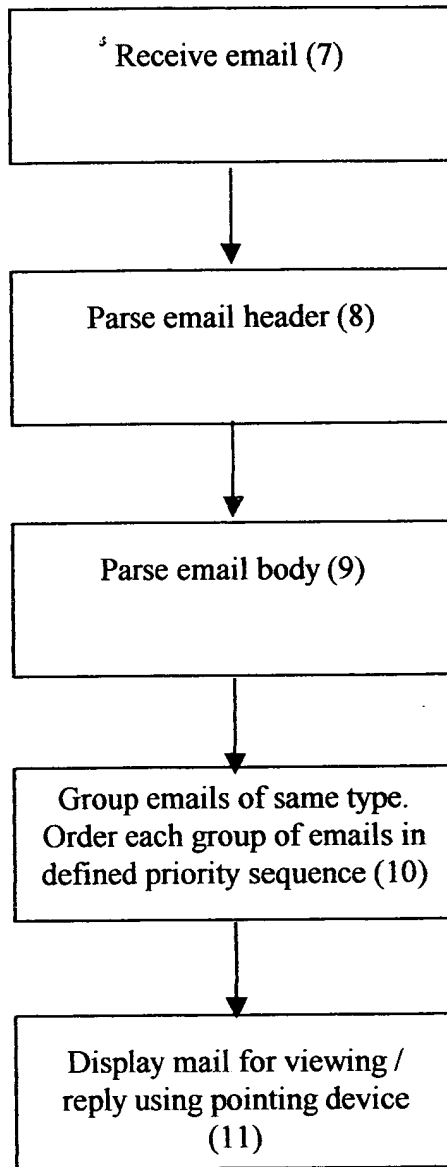 Receive email (7)
Parse email header (8)
Parse email body (9)
Group emails of same type.
Order each group of emails in
defined priority sequence (10)
Display mail for viewing /
reply using pointing device
(11)